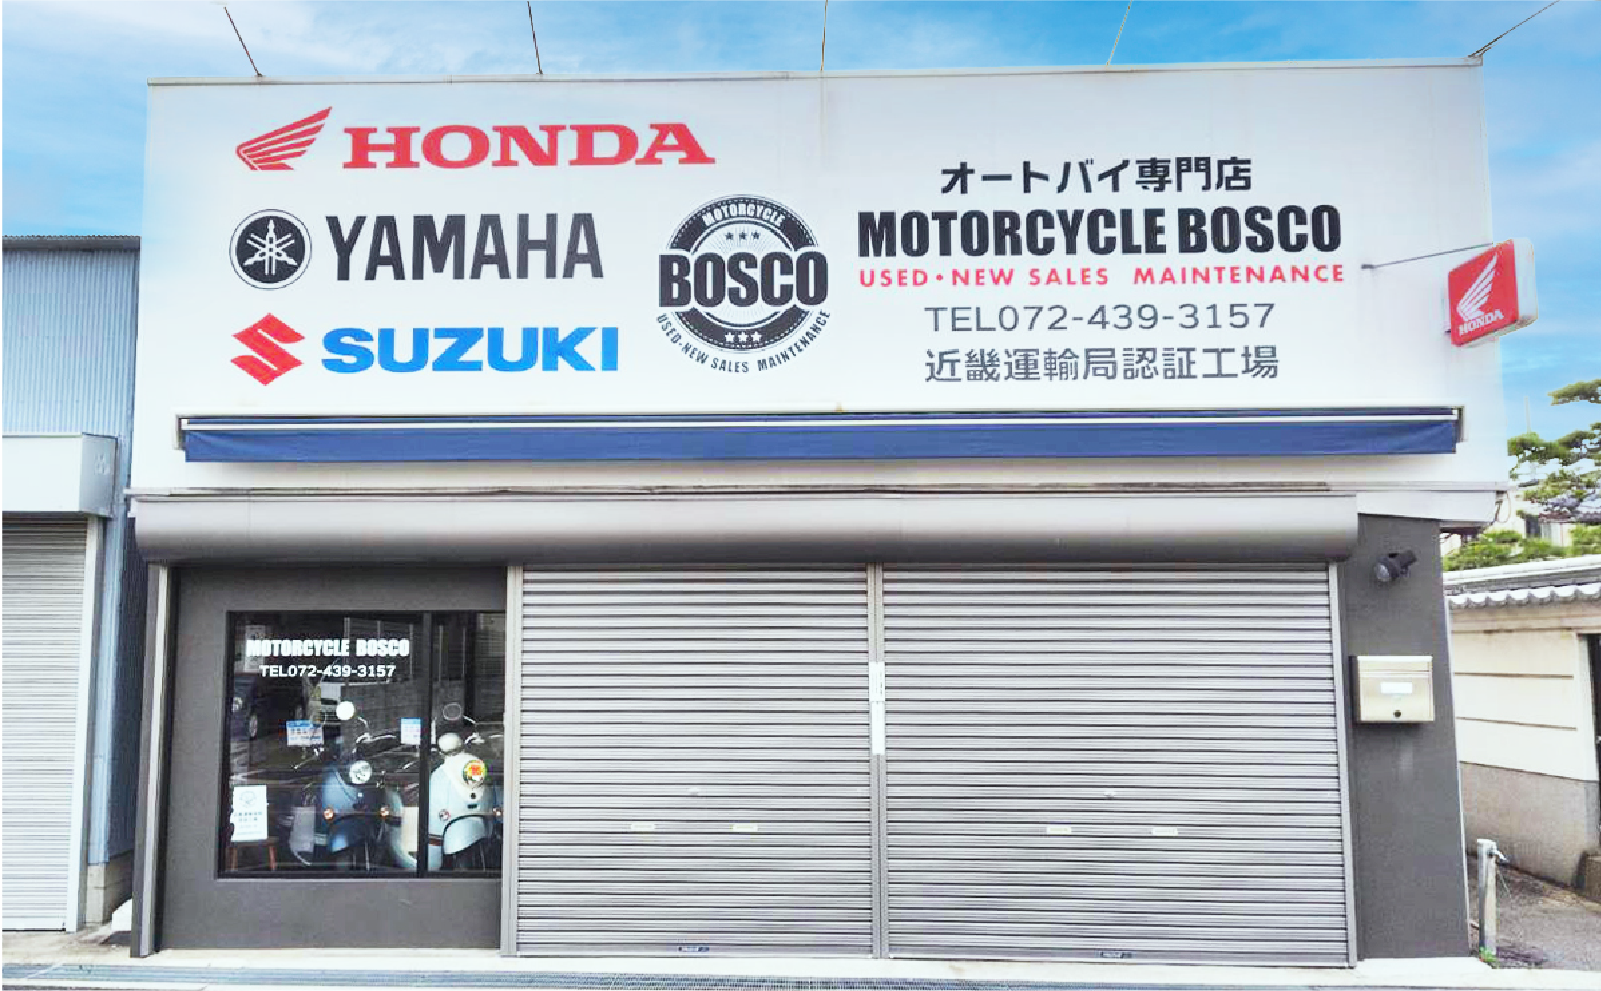 HONDA
YAMAHA
SUZUKI
MOTORCYCLE
BOSCO
USED・NEW SALES MAINTENANCE
オートバイ専門店
MOTORCYCLE BOSCO
USED・NEW SALES MAINTENANCE
TEL072-439-3157
近畿運輸局認証工場
HONDA
MOTORCYCLE BOSCO
TEL072-439-3157